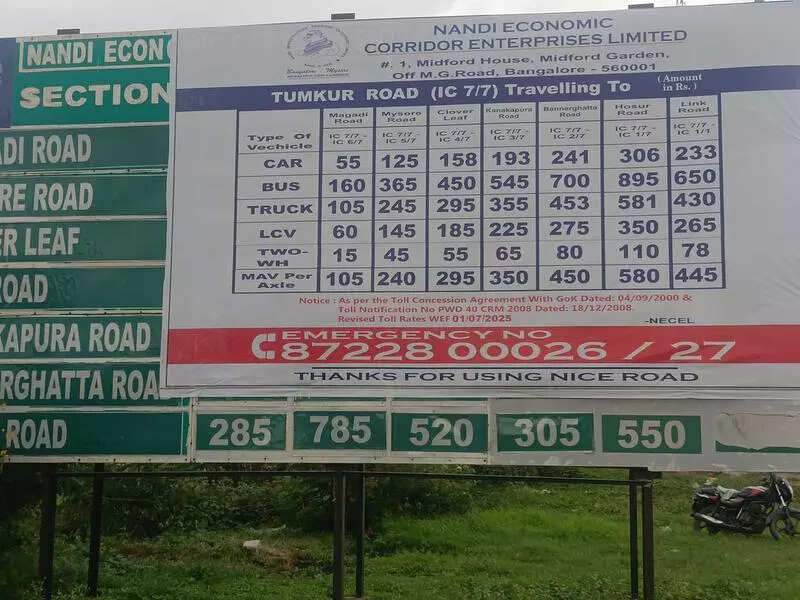 NANDI ECON
SECTION
ADI ROAD
RE ROAD
R LEAF
ROAD
KAPURA ROAD
RGHATTA ROA
ROAD
285 785 520 305 550
Bangalore - Mysore
NANDI ECONOMIC
CORRIDOR ENTERPRISES LIMITED
#. 1, Midford House, Midford Garden,
Off M.G.Road, Bangalore - 560001
TUMKUR ROAD (IC 7/7) Travelling To (Amount in Rs.)
Type Of Vechicle
Magadi Road Mysore Road Clover Leaf Kanakapura Road Bannerghatta Road Hosur Road Link Road
IC 7/7 - IC 6/7 IC 7/7 - IC 5/7 IC 7/7 - IC 4/7 IC 7/7 - IC 3/7 IC 7/7 - IC 2/7 IC 7/7 - IC 1/7 IC 7/7 - IC 1/1
CAR 55 125 158 193 241 306 233
BUS 160 365 450 545 700 895 650
TRUCK 105 245 295 355 453 581 430
LCV 60 145 185 225 275 350 265
TWO-WH 15 45 55 65 80 110 78
MAV Per Axle 105 240 295 350 450 580 445
Notice : As per the Toll Concession Agreement With GoK Dated: 04/09/2000 &
Toll Notification No PWD 40 CRM 2008 Dated: 18/12/2008.
Revised Toll Rates WEF 01/07/2025
-NECEL
EMERGENCY NO
87228 00026 / 27
THANKS FOR USING NICE ROAD